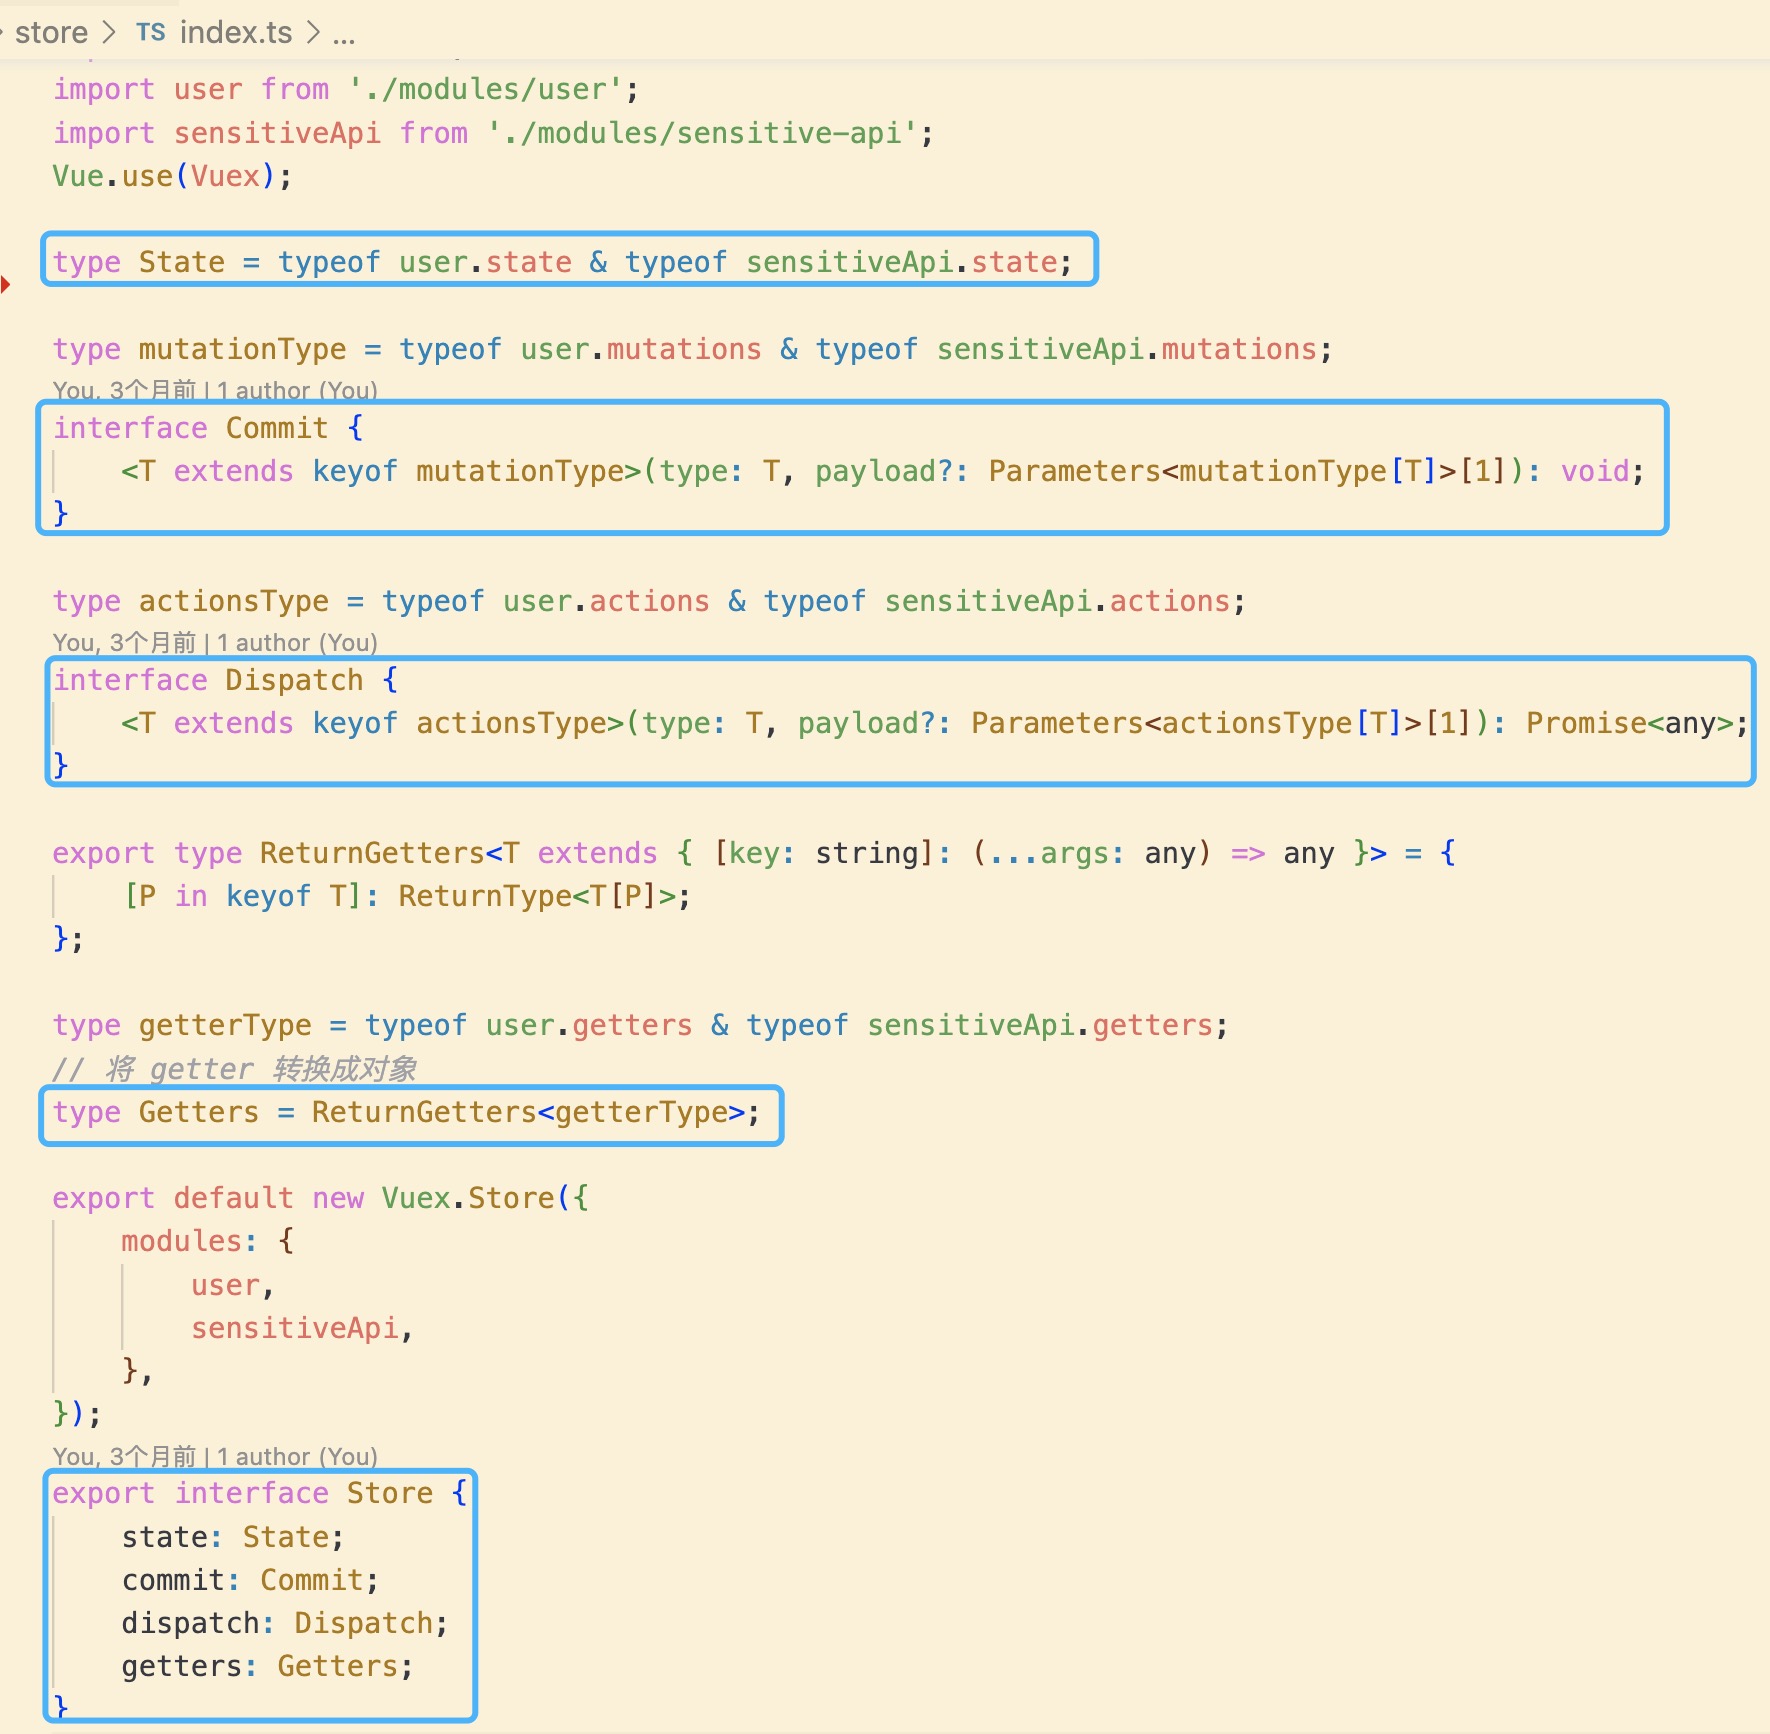 store > TS index.ts > ...
import user from './modules/user';
import sensitiveApi from './modules/sensitive-api';
Vue.use(Vuex);
type State = typeof user.state & typeof sensitiveApi.state;
type mutationType = typeof user.mutations & typeof sensitiveApi.mutations;
You, 3个月前 | 1 author (You)
interface Commit {
<T extends keyof mutationType>(type: T, payload?: Parameters<mutationType[T]>[1]): void;
}
type actionsType = typeof user.actions & typeof sensitiveApi.actions;
You, 3个月前 | 1 author (You)
interface Dispatch {
<T extends keyof actionsType>(type: T, payload?: Parameters<actionsType[T]>[1]): Promise<any>;
}
export type ReturnGetters<T extends { [key: string]: (...args: any) => any }> = {
[P in keyof T]: ReturnType<T[P]>;
};
type getterType = typeof user.getters & typeof sensitiveApi.getters;
// 将 getter 转换成对象
type Getters = ReturnGetters<getterType>;
export default new Vuex.Store({
modules: {
user,
sensitiveApi,
},
});
You, 3个月前 | 1 author (You)
export interface Store {
state: State;
commit: Commit;
dispatch: Dispatch;
getters: Getters;
}